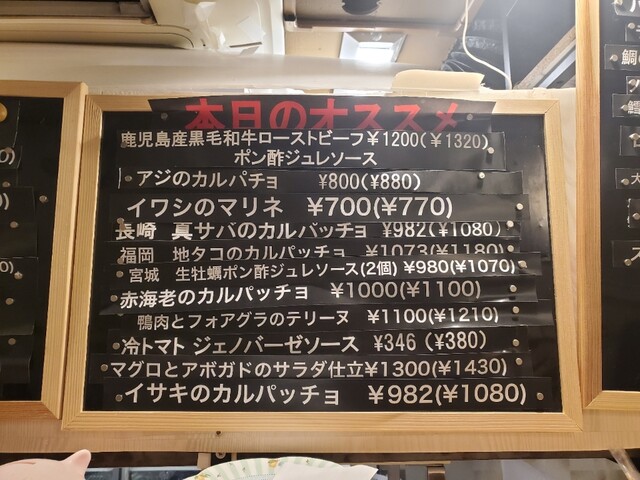 本日のオススメ
鹿児島産黒毛和牛ローストビーフ¥1200(¥1320)
ポン酢ジュレソース
アジのカルパチョ ¥800(¥880)
イワシのマリネ ¥700(¥770)
長崎 真サバのカルパッチョ ¥982(¥1080)
福岡 地タコのカルパッチョ ¥1073(¥1180)
宮城 生牡蠣ポン酢ジュレソース(2個) ¥980(¥1070)
赤海老のカルパッチョ ¥1000(¥1100)
鴨肉とフォアグラのテリーヌ ¥1100(¥1210)
冷トマト ジェノバーゼソース ¥346 (¥380)
マグロとアボガドのサラダ仕立¥1300(¥1430)
イサキのカルパッチョ ¥982(¥1080)